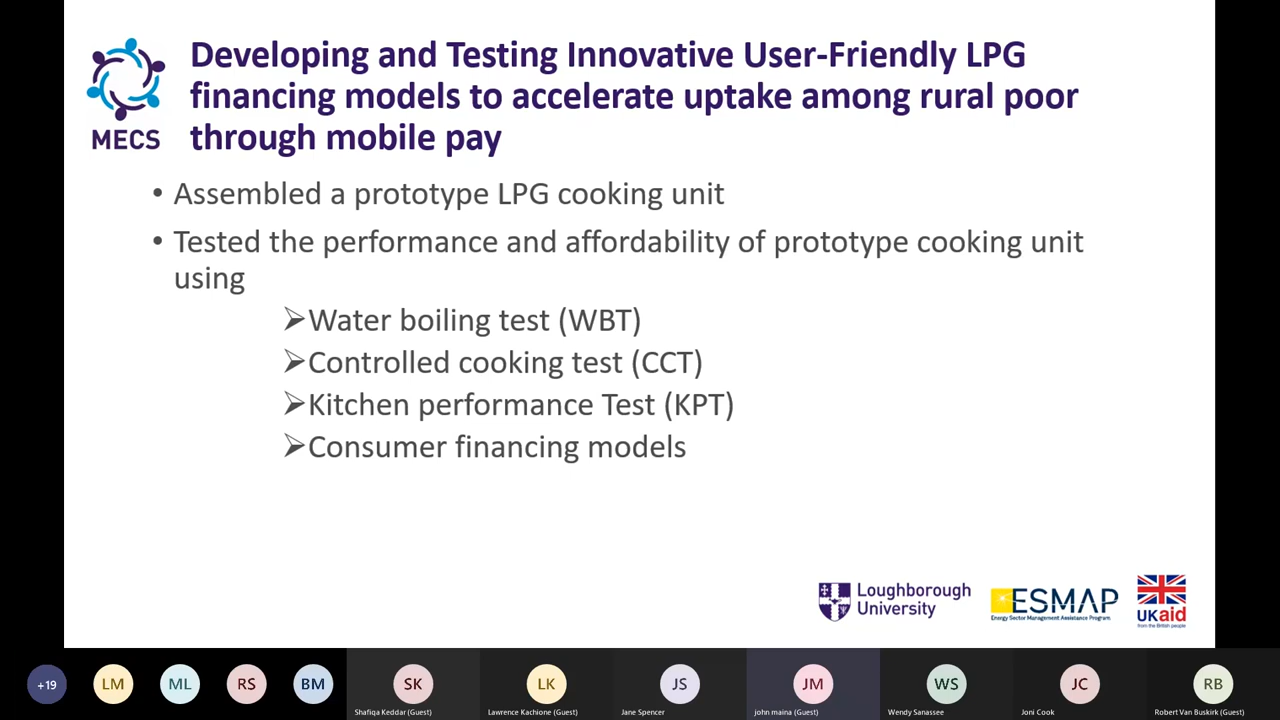 Developing and Testing Innovative User-Friendly LPG
financing models to accelerate uptake among rural poor
through mobile pay
MECS
• Assembled a prototype LPG cooking unit
• Tested the performance and affordability of prototype cooking unit
using
➢Water boiling test (WBT)
➢Controlled cooking test (CCT)
➢Kitchen performance Test (KPT)
➢Consumer financing models
Loughborough
University
ESMAP
Energy Sector Management Assistance Program
UKaid
from the British people
+19
LM
ML
RS
BM
SK
LK
JS
JM
WS
JC
RB
Shafiqa Keddar (Guest)
Lawrence Kachione (Guest)
Jane Spencer
john maina (Guest)
Wendy Sanassee
Joni Cook
Robert Van Buskirk (Guest)